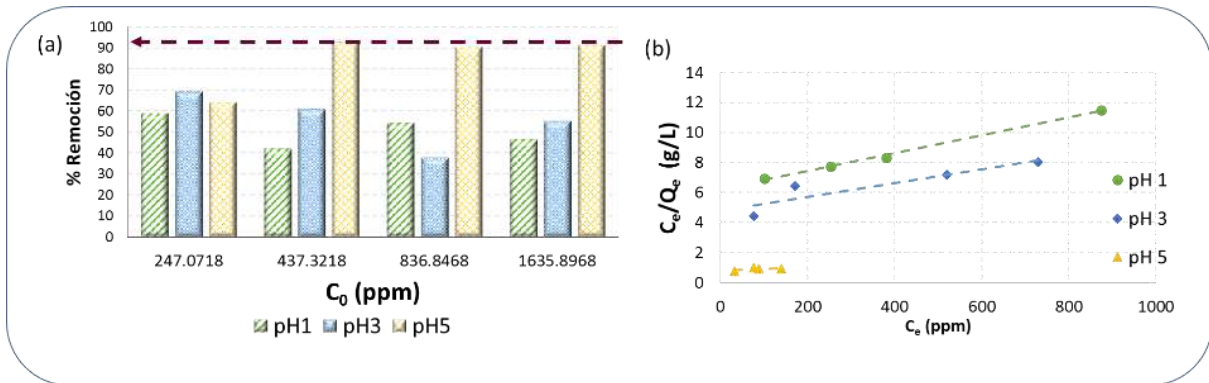 (a)
100
90
80
70
60
50
40
30
20
10
0
% Remoción
247.0718 437.3218 836.8468 1635.8968
C₀ (ppm)
pH1 pH3 pH5
(b)
14
12
10
8
6
4
2
0
Cₑ/Qₑ (g/L)
0 200 400 600 800 1000
Cₑ (ppm)
pH 1
pH 3
pH 5